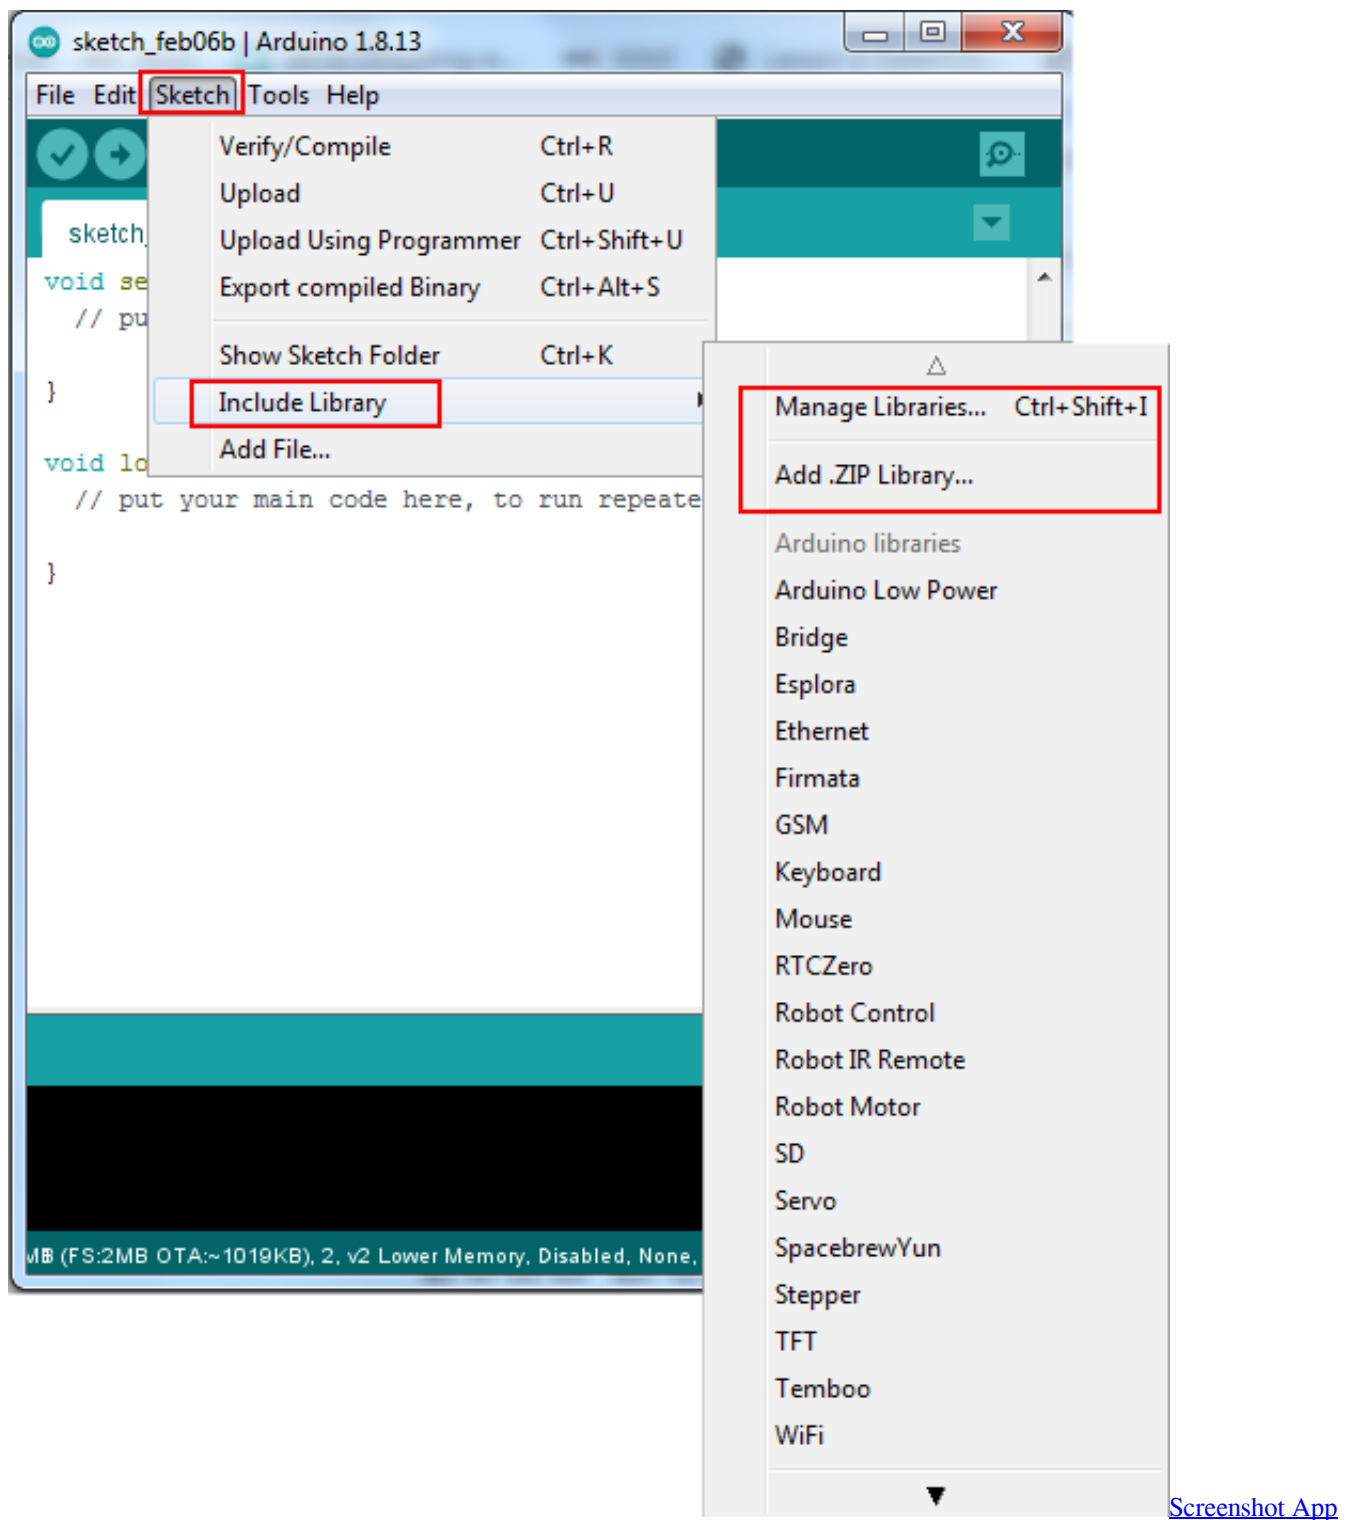 sketch_feb06b | Arduino 1.8.13
File Edit Sketch Tools Help
Verify/Compile Ctrl+R
Upload Ctrl+U
sketch_
Upload Using Programmer Ctrl+Shift+U
void se
Export compiled Binary Ctrl+Alt+S
// pu
Show Sketch Folder Ctrl+K
}
Include Library
Manage Libraries... Ctrl+Shift+I
Add File...
void lo
Add .ZIP Library...
// put your main code here, to run repeate
Arduino libraries
}
Arduino Low Power
Bridge
Esplora
Ethernet
Firmata
GSM
Keyboard
Mouse
RTCZero
Robot Control
Robot IR Remote
Robot Motor
SD
Servo
SpacebrewYun
(FS:2MB OTA:~1019KB), 2, v2 Lower Memory, Disabled, None,
Stepper
TFT
Temboo
WiFi
Screenshot App